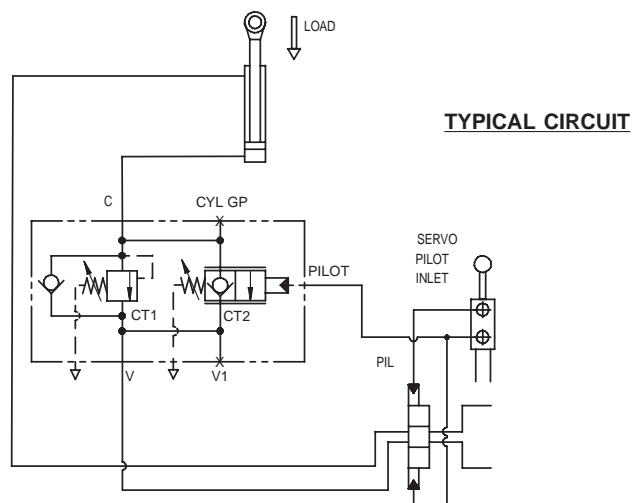 LOAD
TYPICAL CIRCUIT
C
CYL GP
SERVO
PILOT
INLET
PILOT
CT1
CT2
PIL
V
V1